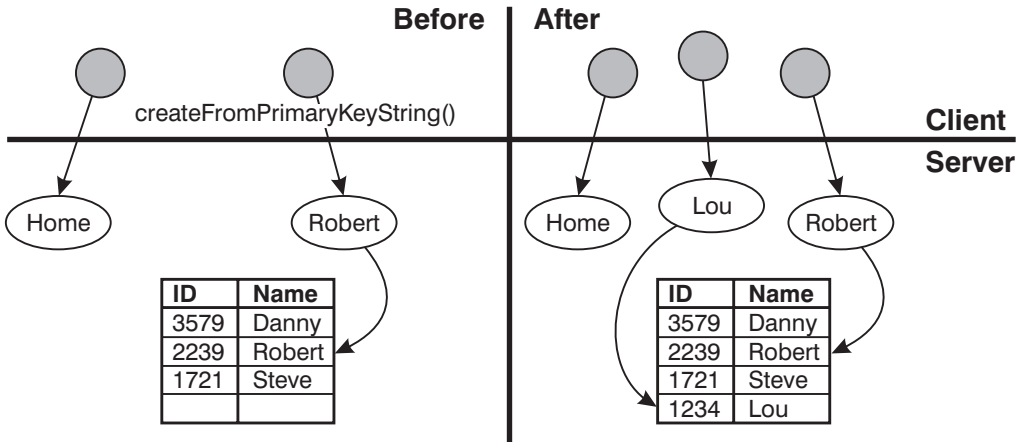 Before
After
createFromPrimaryKeyString()
Client
Server
Home
Robert
Home
Lou
Robert
ID Name
3579 Danny
2239 Robert
1721 Steve
ID Name
3579 Danny
2239 Robert
1721 Steve
1234 Lou